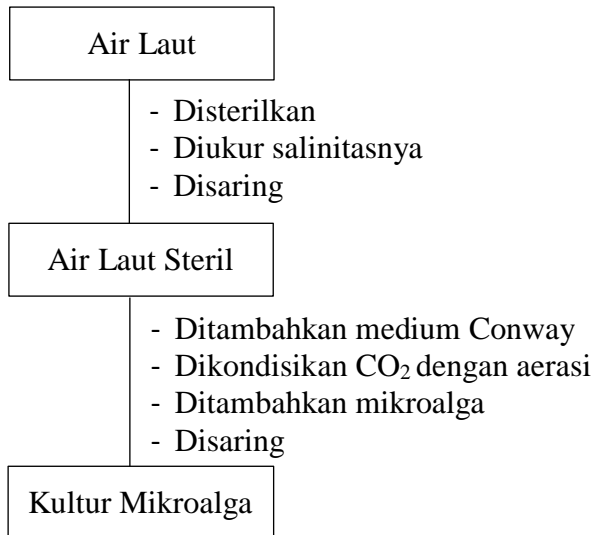 Air Laut
- Disterilkan
- Diukur salinitasnya
- Disaring
Air Laut Steril
- Ditambahkan medium Conway
- Dikondisikan CO₂ dengan aerasi
- Ditambahkan mikroalga
- Disaring
Kultur Mikroalga